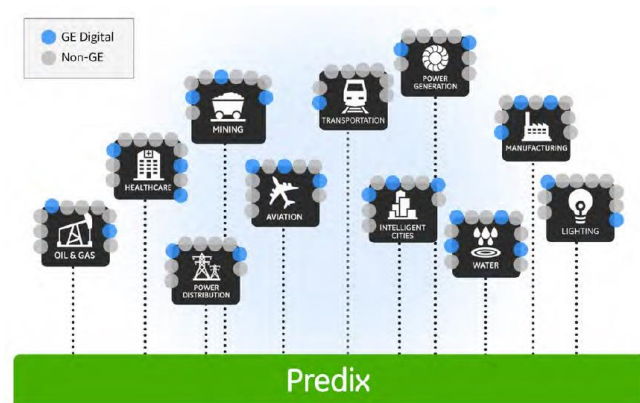 GE Digital
Non-GE
POWER
GENERATION
MINING
TRANSPORTATION
MANUFACTURING
HEALTHCARE
AVIATION
INTELLIGENT
CITIES
LIGHTING
OIL & GAS
WATER
POWER
DISTRIBUTION
Predix